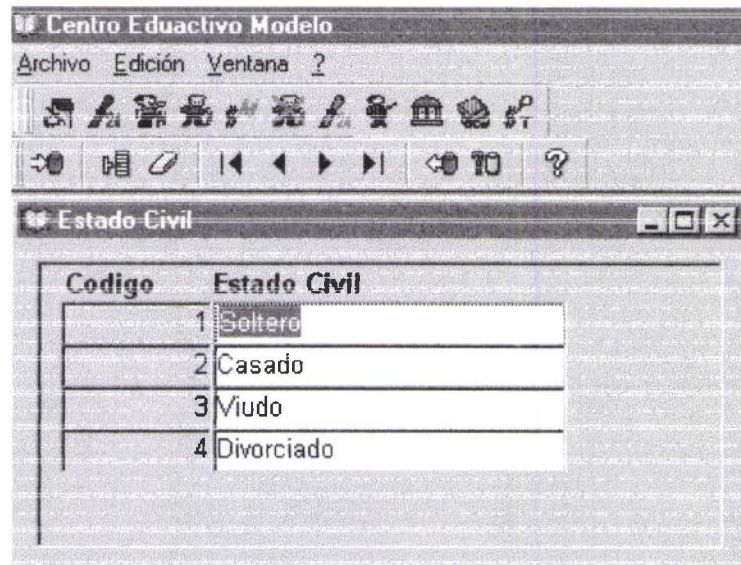 Centro Eduactivo Modelo
Archivo Edición Ventana ?
Estado Civil
Codigo Estado Civil
1 Soltero
2 Casado
3 Viudo
4 Divorciado